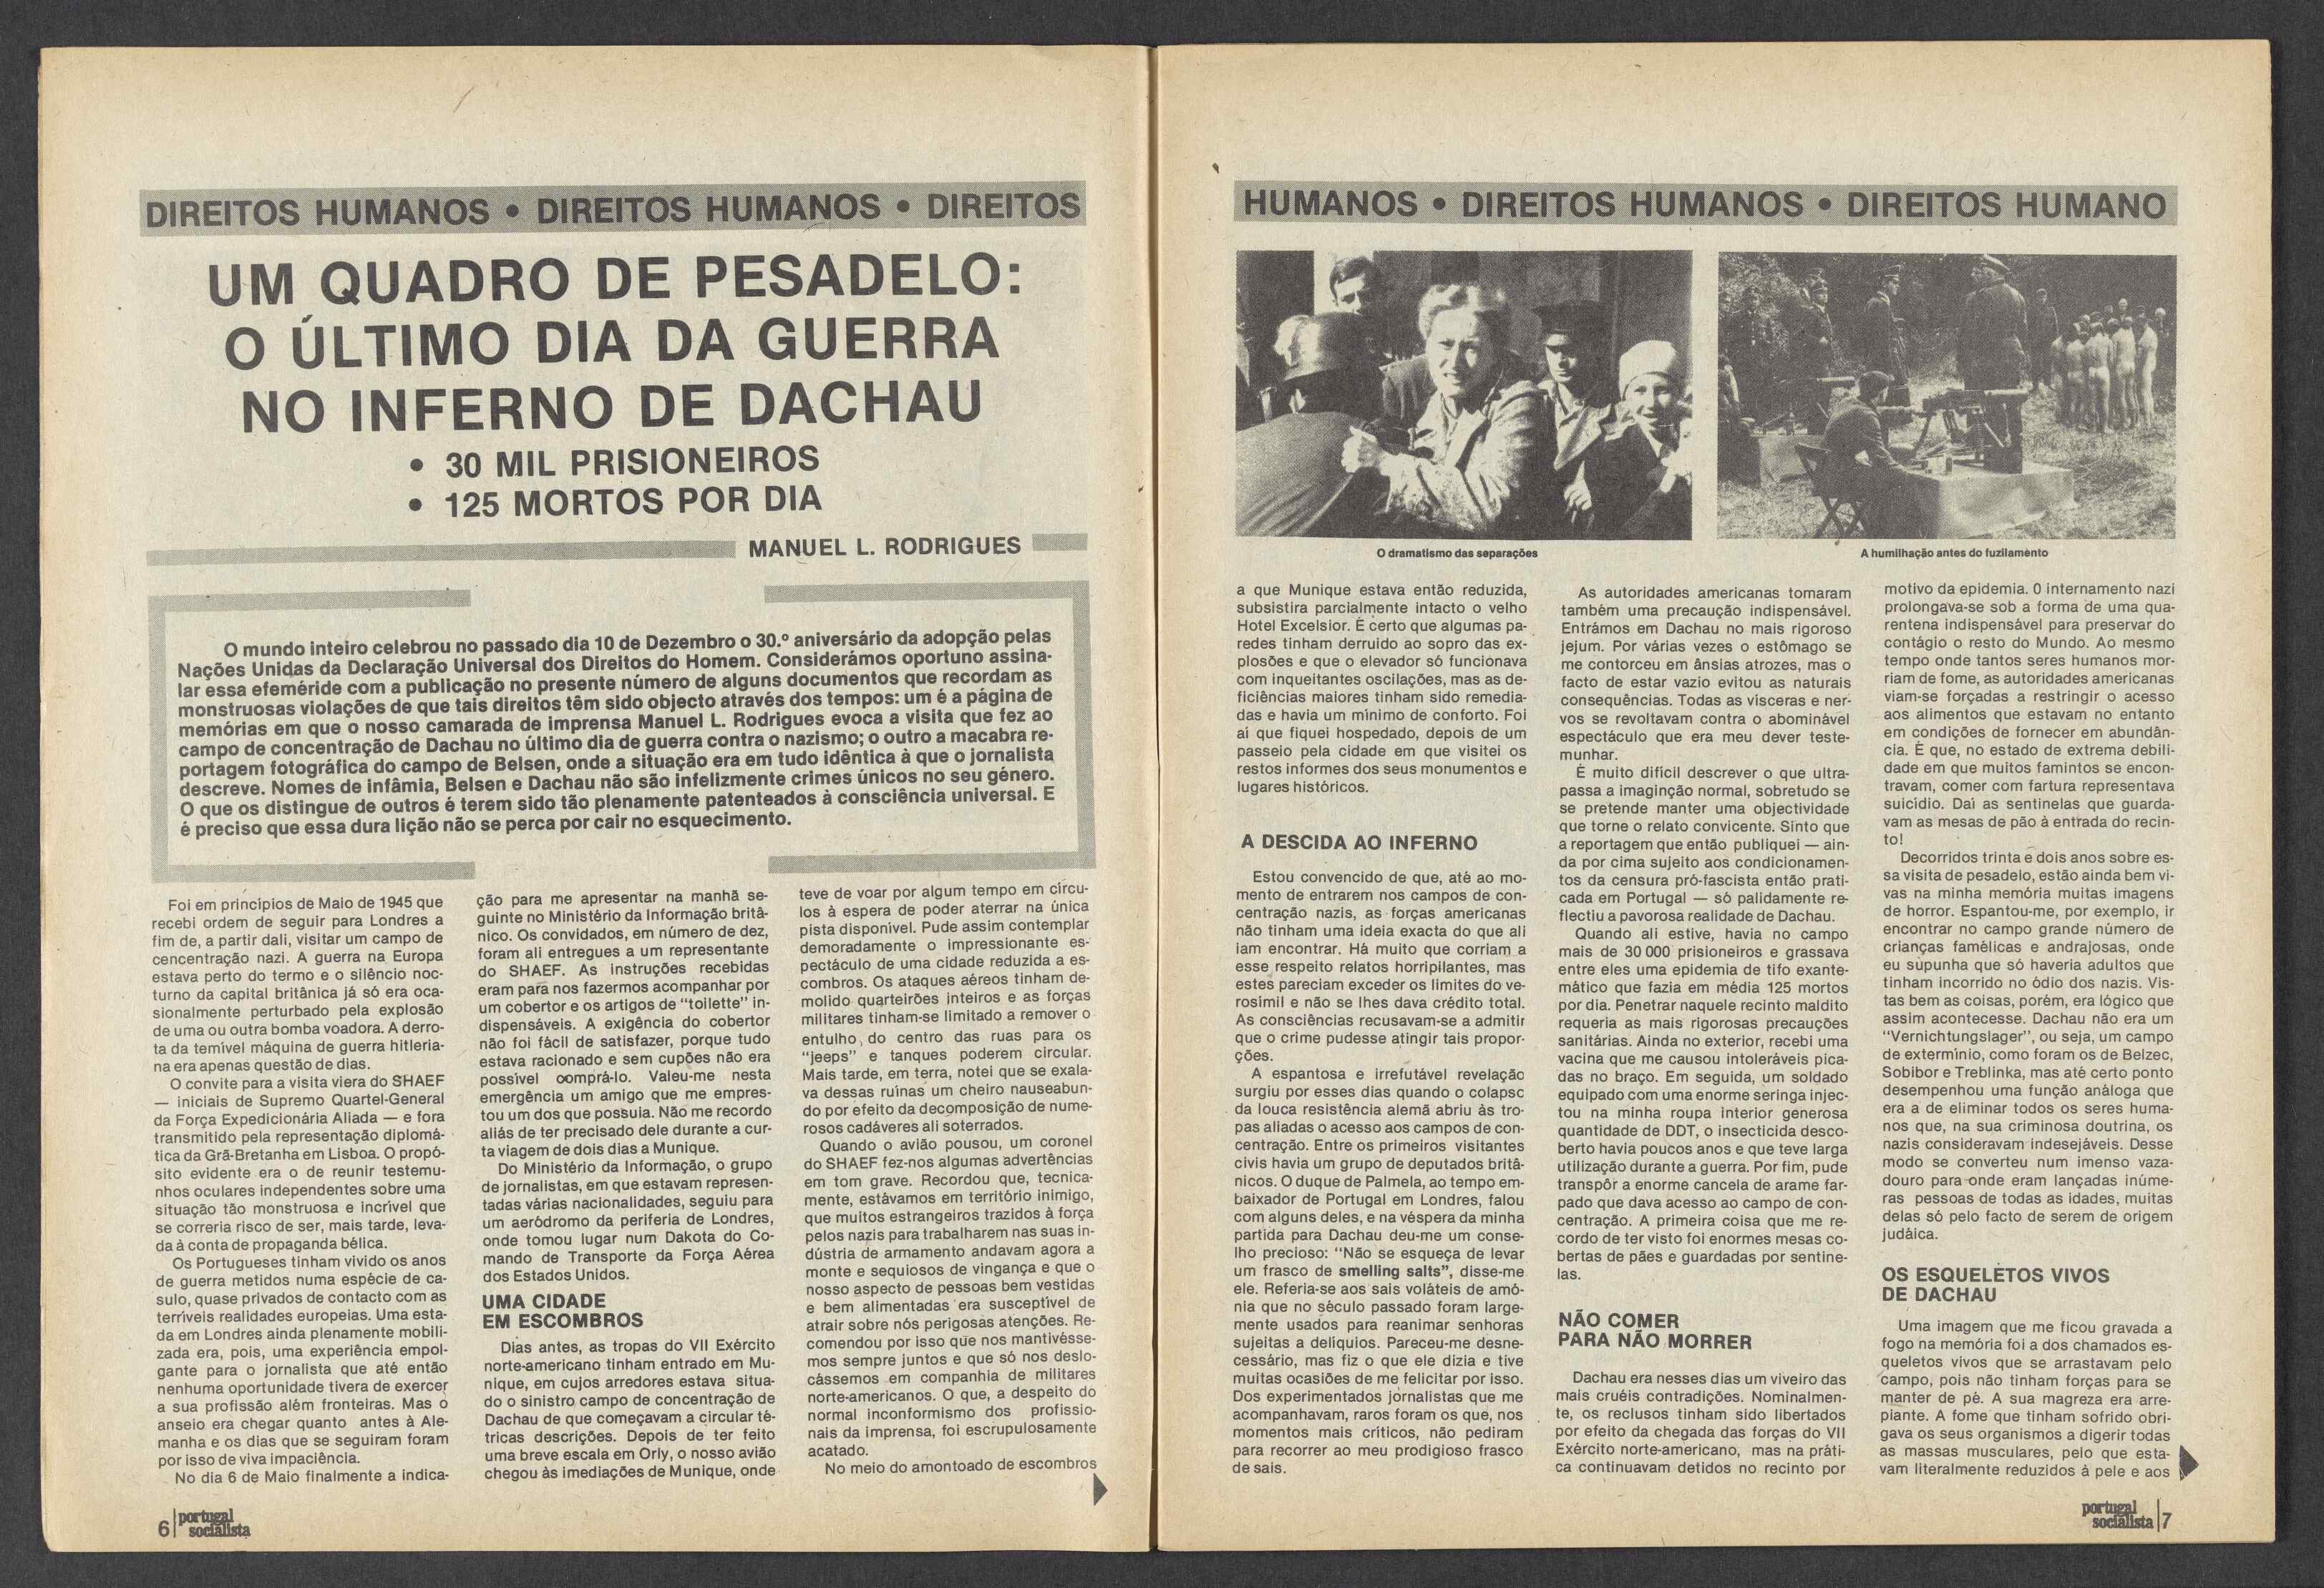 DIREITOS HUMANOS • DIREITOS HUMANOS • DIREITOS
UM QUADRO DE PESADELO:
O ÚLTIMO DIA DA GUERRA
NO INFERNO DE DACHAU
• 30 MIL PRISIONEIROS
• 125 MORTOS POR DIA
MANUEL L. RODRIGUES
O mundo inteiro celebrou no passado dia 10 de Dezembro o 30.º aniversário da adopção pelas
Nações Unidas da Declaração Universal dos Direitos do Homem. Considerámos oportuno assina-
lar essa efeméride com a publicação no presente número de alguns documentos que recordam as
monstruosas violações de que tais direitos têm sido objecto através dos tempos: um é a página de
memórias em que o nosso camarada de imprensa Manuel L. Rodrigues evoca a visita que fez ao
campo de concentração de Dachau no último dia de guerra contra o nazismo; o outro a macabra re-
portagem fotográfica do campo de Belsen, onde a situação era em tudo idêntica à que o jornalista
descreve. Nomes de infâmia, Belsen e Dachau não são infelizmente crimes únicos no seu género.
O que os distingue de outros é terem sido tão plenamente patenteados à consciência universal. E
é preciso que essa dura lição não se perca por cair no esquecimento.
Foi em princípios de Maio de 1945 que
recebi ordem de seguir para Londres a
fim de, a partir dali, visitar um campo de
cencentração nazi. A guerra na Europa
estava perto do termo e o silêncio noc-
turno da capital britânica já só era oca-
sionalmente perturbado pela explosão
de uma ou outra bomba voadora. A derro-
ta da temível máquina de guerra hitleria-
na era apenas questão de dias.
O convite para a visita viera do SHAEF
— iniciais de Supremo Quartel-General
da Força Expedicionária Aliada — e fora
transmitido pela representação diplomá-
tica da Grã-Bretanha em Lisboa. O propó-
sito evidente era o de reunir testemu-
nhos oculares independentes sobre uma
situação tão monstruosa e incrível que
se correria risco de ser, mais tarde, leva-
da à conta de propaganda bélica.
Os Portugueses tinham vivido os anos
de guerra metidos numa espécie de ca-
sulo, quase privados de contacto com as
terríveis realidades europeias. Uma esta-
da em Londres ainda plenamente mobili-
zada era, pois, uma experiência empol-
gante para o jornalista que até então
nenhuma oportunidade tivera de exercer
a sua profissão além fronteiras. Mas o
anseio era chegar quanto antes à Ale-
manha e os dias que se seguiram foram
por isso de viva impaciência.
No dia 6 de Maio finalmente a indica-
ção para me apresentar na manhã se-
guinte no Ministério da Informação britâ-
nico. Os convidados, em número de dez,
foram ali entregues a um representante
do SHAEF. As instruções recebidas
eram para nos fazermos acompanhar por
um cobertor e os artigos de "toilette" in-
dispensáveis. A exigência do cobertor
não foi fácil de satisfazer, porque tudo
estava racionado e sem cupões não era
possível oomprá-lo. Valeu-me nesta
emergência um amigo que me empres-
tou um dos que possuia. Não me recordo
aliás de ter precisado dele durante a cur-
ta viagem de dois dias a Munique.
Do Ministério da Informação, o grupo
de jornalistas, em que estavam represen-
tadas várias nacionalidades, seguiu para
um aeródromo da periferia de Londres,
onde tomou lugar num Dakota do Co-
mando de Transporte da Força Aérea
dos Estados Unidos.
UMA CIDADE
EM ESCOMBROS
Dias antes, as tropas do VII Exército
norte-americano tinham entrado em Mu-
nique, em cujos arredores estava situa-
do o sinistro campo de concentração de
Dachau de que começavam a circular té-
tricas descrições. Depois de ter feito
uma breve escala em Orly, o nosso avião
chegou às imediações de Munique, onde
teve de voar por algum tempo em círcu-
los à espera de poder aterrar na única
pista disponível. Pude assim contemplar
demoradamente o impressionante es-
pectáculo de uma cidade reduzida a es-
combros. Os ataques aéreos tinham de-
molido quarteirões inteiros e as forças
militares tinham-se limitado a remover o
entulho do centro das ruas para os
"jeeps" e tanques poderem circular.
Mais tarde, em terra, notei que se exala-
va dessas ruínas um cheiro nauseabun-
do por efeito da decomposição de nume-
rosos cadáveres ali soterrados.
Quando o avião pousou, um coronel
do SHAEF fez-nos algumas advertências
em tom grave. Recordou que, tecnica-
mente, estávamos em território inimigo,
que muitos estrangeiros trazidos à força
pelos nazis para trabalharem nas suas in-
dústria de armamento andavam agora a
monte e sequiosos de vingança e que o
nosso aspecto de pessoas bem vestidas
e bem alimentadas era susceptível de
atrair sobre nós perigosas atenções. Re-
comendou por isso que nos mantivésse-
mos sempre juntos e que só nos deslo-
cássemos em companhia de militares
norte-americanos. O que, a despeito do
normal inconformismo dos profissio-
nais da imprensa, foi escrupulosamente
acatado.
No meio do amontoado de escombros
6 portugal
socialista
HUMANOS • DIREITOS HUMANOS • DIREITOS HUMANO
O dramatismo das separações
A humilhação antes do fuzilamento
a que Munique estava então reduzida,
subsistira parcialmente intacto o velho
Hotel Excelsior. É certo que algumas pa-
redes tinham derruido ao sopro das ex-
plosões e que o elevador só funcionava
com inquietantes oscilações, mas as de-
ficiências maiores tinham sido remedia-
das e havia um mínimo de conforto. Foi
aí que fiquei hospedado, depois de um
passeio pela cidade em que visitei os
restos informes dos seus monumentos e
lugares históricos.
A DESCIDA AO INFERNO
Estou convencido de que, até ao mo-
mento de entrarem nos campos de con-
centração nazis, as forças americanas
não tinham uma ideia exacta do que ali
iam encontrar. Há muito que corriam a
esse respeito relatos horripilantes, mas
estes pareciam exceder os limites do ve-
rosímil e não se lhes dava crédito total.
As consciências recusavam-se a admitir
que o crime pudesse atingir tais propor-
ções.
A espantosa e irrefutável revelação
surgiu por esses dias quando o colapso
da louca resistência alemã abriu às tro-
pas aliadas o acesso aos campos de con-
centração. Entre os primeiros visitantes
civis havia um grupo de deputados britâ-
nicos. O duque de Palmela, ao tempo em-
baixador de Portugal em Londres, falou
com alguns deles, e na véspera da minha
partida para Dachau deu-me um conse-
lho precioso: "Não se esqueça de levar
um frasco de smelling salts", disse-me
ele. Referia-se aos sais voláteis de amó-
nia que no século passado foram large-
mente usados para reanimar senhoras
sujeitas a delíquios. Pareceu-me desne-
cessário, mas fiz o que ele dizia e tive
muitas ocasiões de me felicitar por isso.
Dos experimentados jornalistas que me
acompanhavam, raros foram os que, nos
momentos mais críticos, não pediram
para recorrer ao meu prodigioso frasco
de sais.
As autoridades americanas tomaram
também uma precaução indispensável.
Entrámos em Dachau no mais rigoroso
jejum. Por várias vezes o estômago se
me contorceu em ânsias atrozes, mas o
facto de estar vazio evitou as naturais
consequências. Todas as vísceras e ner-
vos se revoltavam contra o abominável
espectáculo que era meu dever teste-
munhar.
É muito difícil descrever o que ultra-
passa a imaginção normal, sobretudo se
se pretende manter uma objectividade
que torne o relato convicente. Sinto que
a reportagem que então publiquei — ain-
da por cima sujeito aos condicionamen-
tos da censura pró-fascista então prati-
cada em Portugal — só palidamente re-
flectiu a pavorosa realidade de Dachau.
Quando ali estive, havia no campo
mais de 30 000 prisioneiros e grassava
entre eles uma epidemia de tifo exante-
mático que fazia em média 125 mortos
por dia. Penetrar naquele recinto maldito
requeria as mais rigorosas precauções
sanitárias. Ainda no exterior, recebi uma
vacina que me causou intoleráveis pica-
das no braço. Em seguida, um soldado
equipado com uma enorme seringa injec-
tou na minha roupa interior generosa
quantidade de DDT, o insecticida desco-
berto havia poucos anos e que teve larga
utilização durante a guerra. Por fim, pude
transpôr a enorme cancela de arame far-
pado que dava acesso ao campo de con-
centração. A primeira coisa que me re-
cordo de ter visto foi enormes mesas co-
bertas de pães e guardadas por sentine-
las.
NÃO COMER
PARA NÃO MORRER
Dachau era nesses dias um viveiro das
mais cruéis contradições. Nominalmen-
te, os reclusos tinham sido libertados
por efeito da chegada das forças do VII
Exército norte-americano, mas na práti-
ca continuavam detidos no recinto por
motivo da epidemia. O internamento nazi
prolongava-se sob a forma de uma qua-
rentena indispensável para preservar do
contágio o resto do Mundo. Ao mesmo
tempo onde tantos seres humanos mor-
riam de fome, as autoridades americanas
viam-se forçadas a restringir o acesso
aos alimentos que estavam no entanto
em condições de fornecer em abundân-
cia. É que, no estado de extrema debili-
dade em que muitos famintos se encon-
travam, comer com fartura representava
suicídio. Daí as sentinelas que guarda-
vam as mesas de pão à entrada do recin-
to!
Decorridos trinta e dois anos sobre es-
sa visita de pesadelo, estão ainda bem vi-
vas na minha memória muitas imagens
de horror. Espantou-me, por exemplo, ir
encontrar no campo grande número de
crianças famélicas e andrajosas, onde
eu supunha que só haveria adultos que
tinham incorrido no ódio dos nazis. Vis-
tas bem as coisas, porém, era lógico que
assim acontecesse. Dachau não era um
"Vernichtungslager", ou seja, um campo
de extermínio, como foram os de Belzec,
Sobibor e Treblinka, mas até certo ponto
desempenhou uma função análoga que
era a de eliminar todos os seres huma-
nos que, na sua criminosa doutrina, os
nazis consideravam indesejáveis. Desse
modo se converteu num imenso vaza-
douro para onde eram lançadas inúme-
ras pessoas de todas as idades, muitas
delas só pelo facto de serem de origem
judáica.
OS ESQUELETOS VIVOS
DE DACHAU
Uma imagem que me ficou gravada a
fogo na memória foi a dos chamados es-
queletos vivos que se arrastavam pelo
campo, pois não tinham forças para se
manter de pé. A sua magreza era arre-
piante. A fome que tinham sofrido obri-
gava os seus organismos a digerir todas
as massas musculares, pelo que esta-
vam literalmente reduzidos à pele e aos
portugal
socialista 7